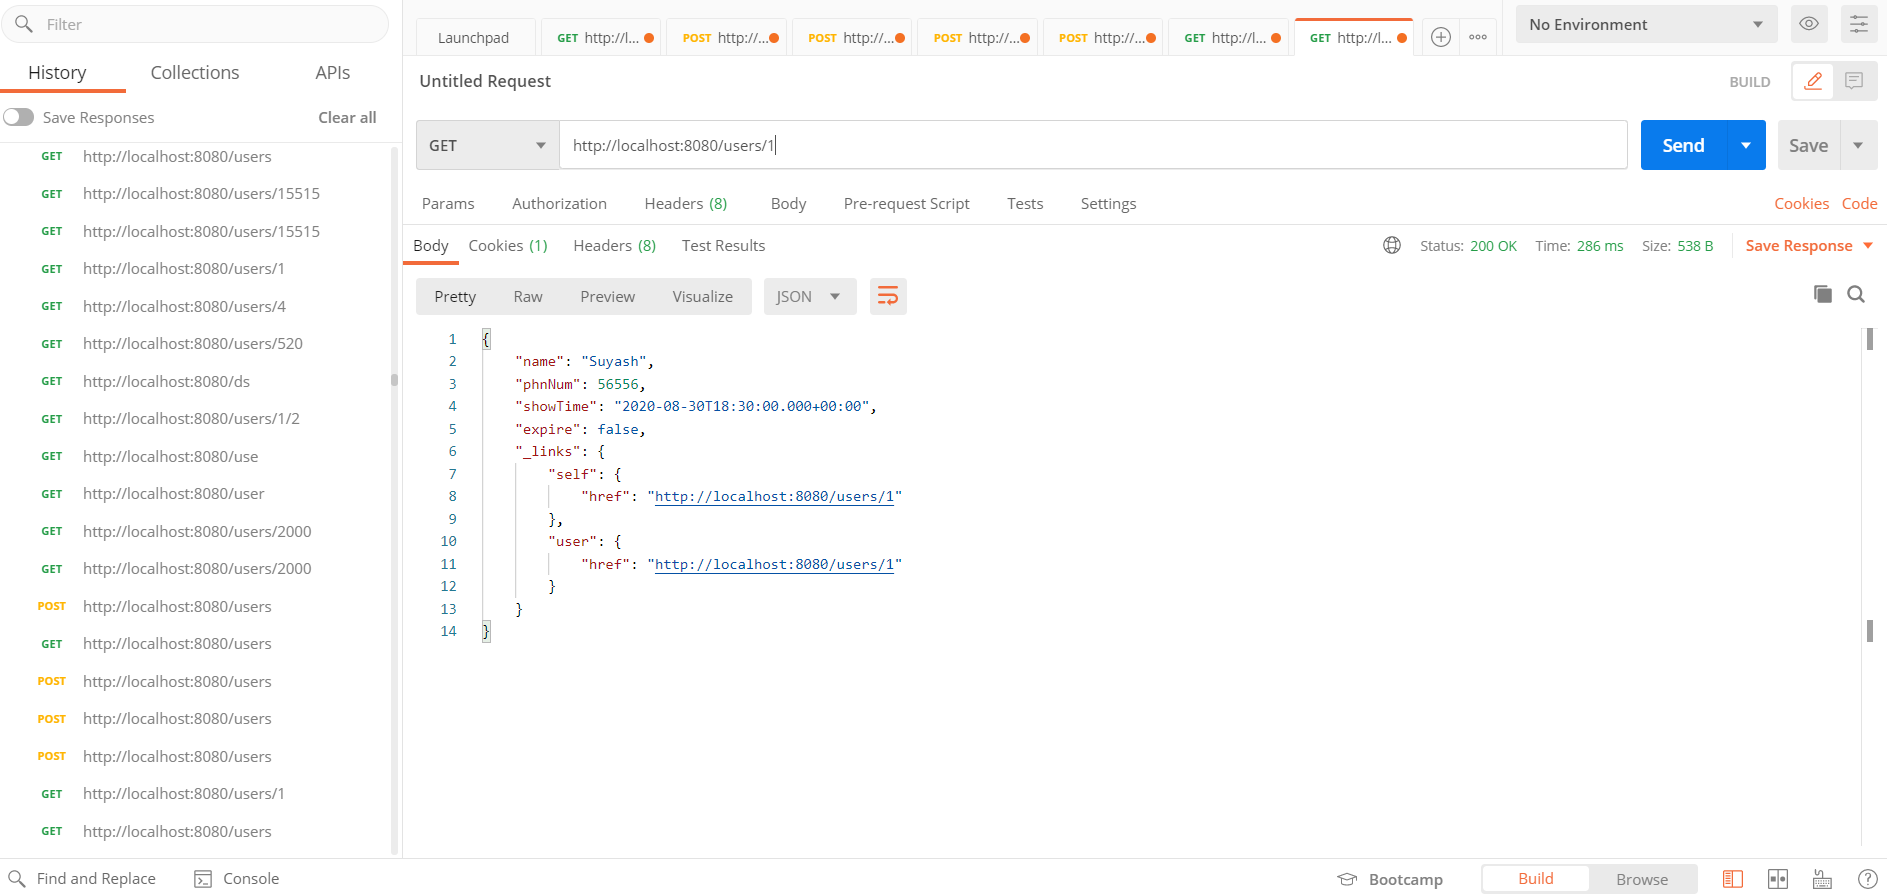 Filter
History Collections APIs
Save Responses Clear all
GET http://localhost:8080/users
GET http://localhost:8080/users/15515
GET http://localhost:8080/users/15515
GET http://localhost:8080/users/1
GET http://localhost:8080/users/4
GET http://localhost:8080/users/520
GET http://localhost:8080/ds
GET http://localhost:8080/users/1/2
GET http://localhost:8080/use
GET http://localhost:8080/user
GET http://localhost:8080/users/2000
GET http://localhost:8080/users/2000
POST http://localhost:8080/users
GET http://localhost:8080/users
POST http://localhost:8080/users
POST http://localhost:8080/users
POST http://localhost:8080/users
GET http://localhost:8080/users/1
GET http://localhost:8080/users
Launchpad GET http://l... POST http://... POST http://... POST http://... POST http://... GET http://l... GET http://l... No Environment
Untitled Request BUILD
GET http://localhost:8080/users/1 Send Save
Params Authorization Headers (8) Body Pre-request Script Tests Settings Cookies Code
Body Cookies (1) Headers (8) Test Results Status: 200 OK Time: 286 ms Size: 538 B Save Response
Pretty Raw Preview Visualize JSON
1 {
2 "name": "Suyash",
3 "phnNum": 56556,
4 "showTime": "2020-08-30T18:30:00.000+00:00",
5 "expire": false,
6 "_links": {
7 "self": {
8 "href": "http://localhost:8080/users/1"
9 },
10 "user": {
11 "href": "http://localhost:8080/users/1"
12 }
13 }
14 }
Find and Replace Console Bootcamp Build Browse